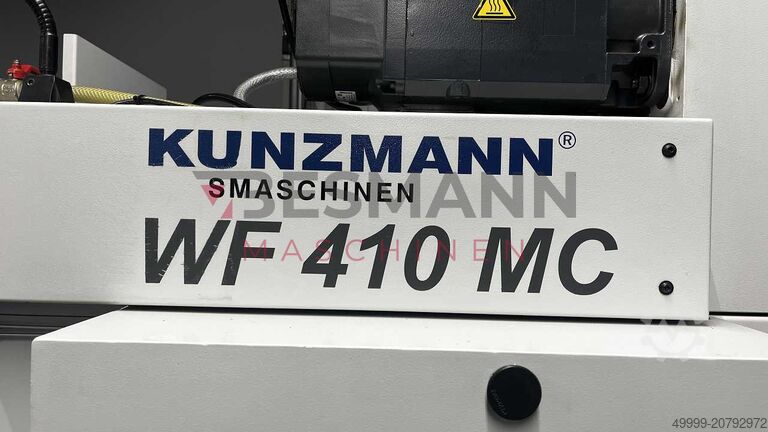 KUNZMANN®
SMASCHINEN
BESMANN
WF 410 MC
MASCHINEN
49999-20792972